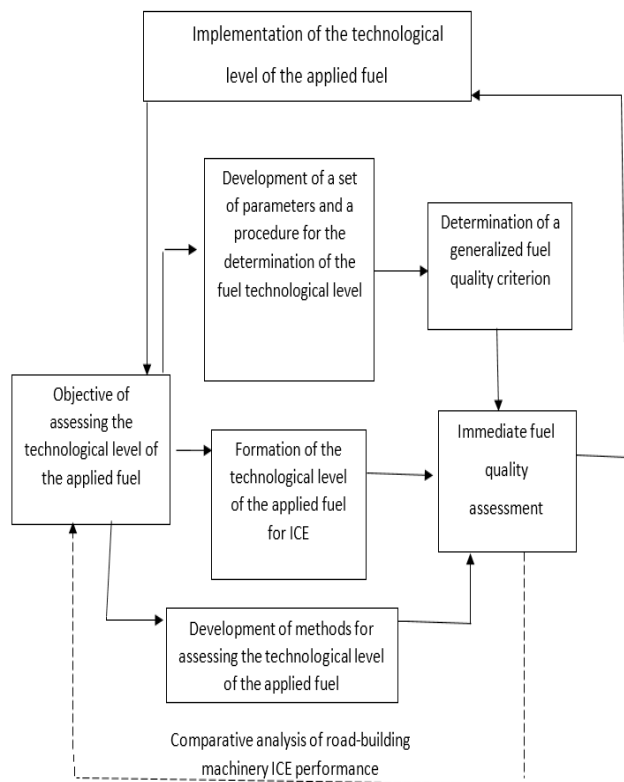 Implementation of the technological
level of the applied fuel
Development of a set
of parameters and a
procedure for the
determination of the
fuel technological level
Determination of a
generalized fuel
quality criterion
Objective of
assessing the
technological level of
the applied fuel
Formation of the
technological level
of the applied fuel
for ICE
Immediate fuel
quality
assessment
Development of methods for
assessing the technological level
of the applied fuel
Comparative analysis of road-building
machinery ICE performance